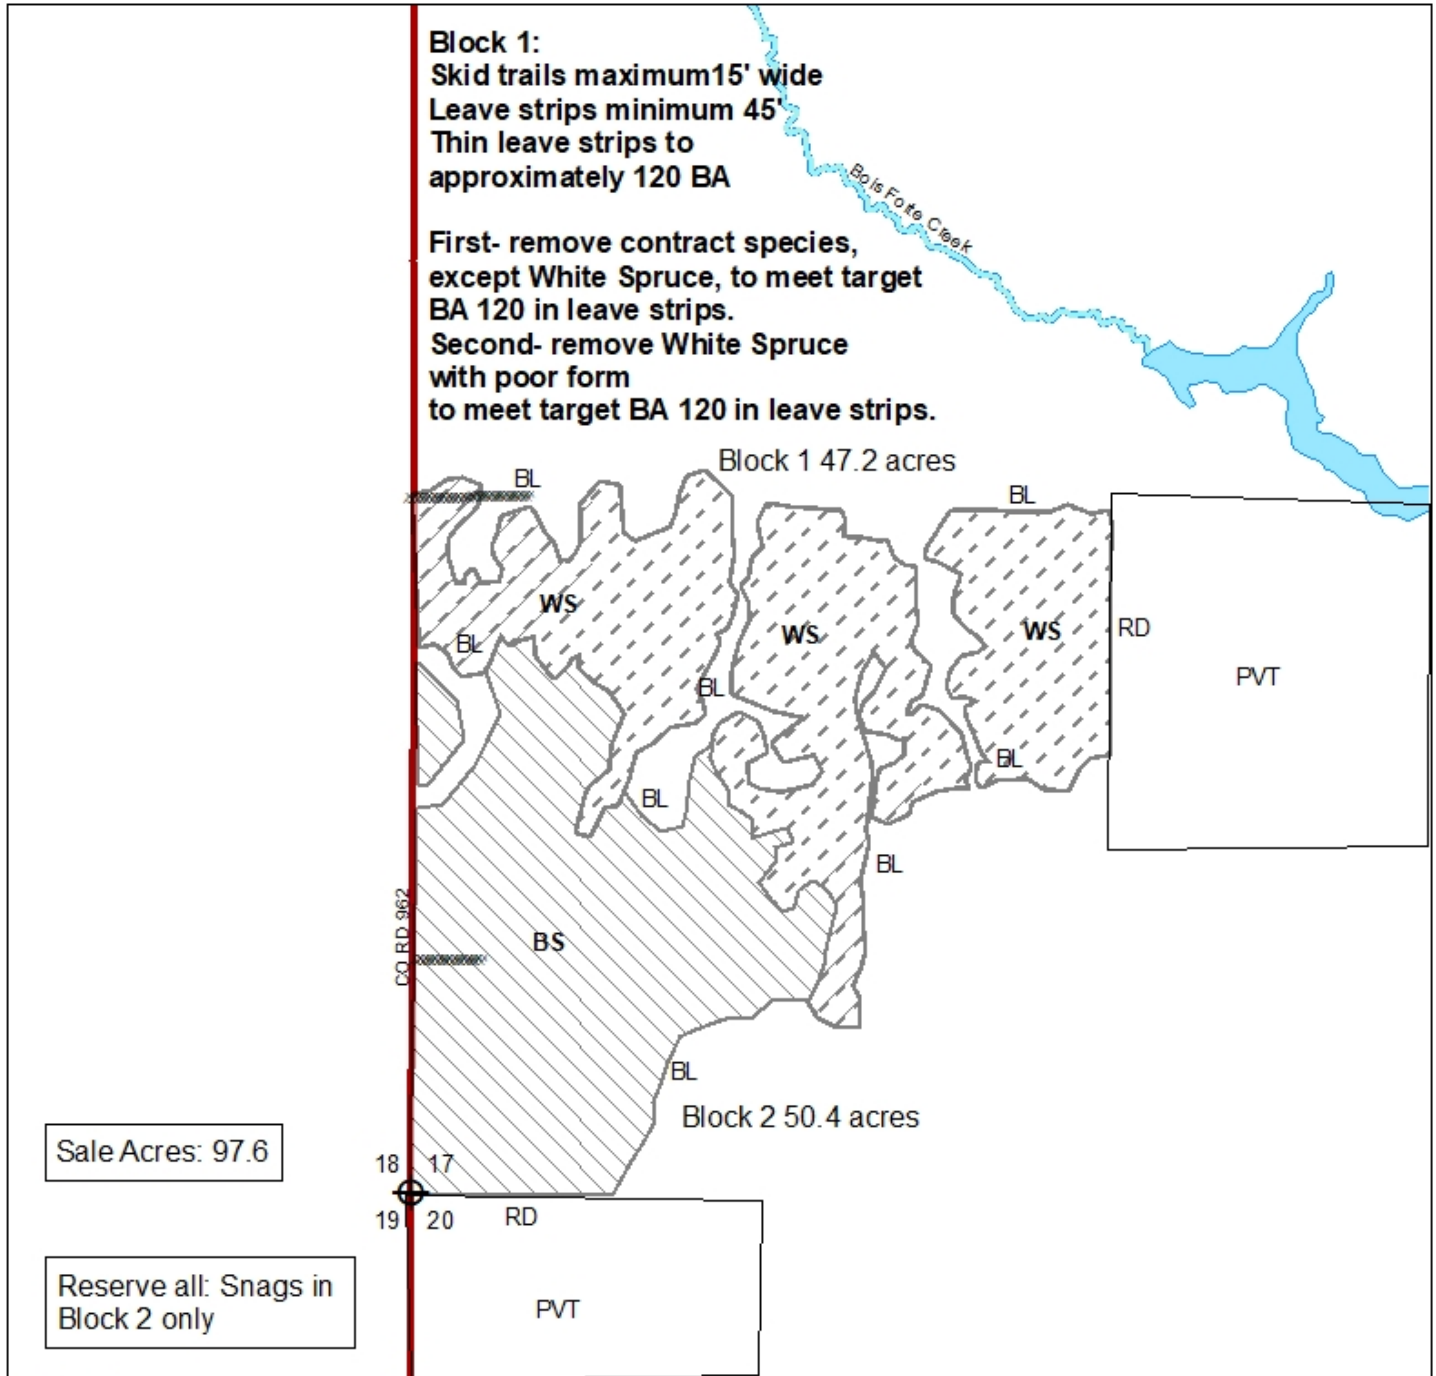 Block 1:
Skid trails maximum15' wide
Leave strips minimum 45'
Thin leave strips to
approximately 120 BA
First- remove contract species,
except White Spruce, to meet target
BA 120 in leave strips.
Second- remove White Spruce
with poor form
to meet target BA 120 in leave strips.
Bois Forte Creek
Block 1 47.2 acres
BL
BL
WS
WS
WS
RD
BL
PVT
BL
BL
BL
BL
CO RD 962
BS
BL
Block 2 50.4 acres
Sale Acres: 97.6
18 17
19 20
RD
Reserve all: Snags in
Block 2 only
PVT